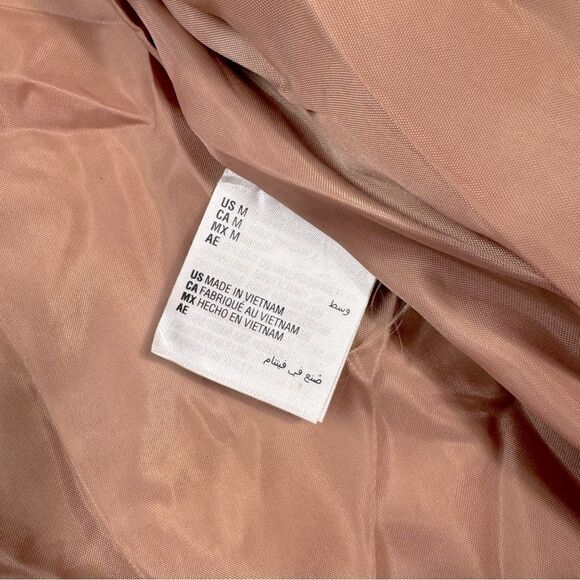 US M
CA M
MX M
AE
وسط
US MADE IN VIETNAM
CA FABRIQUÉ AU VIETNAM
MX HECHO EN VIETNAM
AE
صُنع في فيتنام